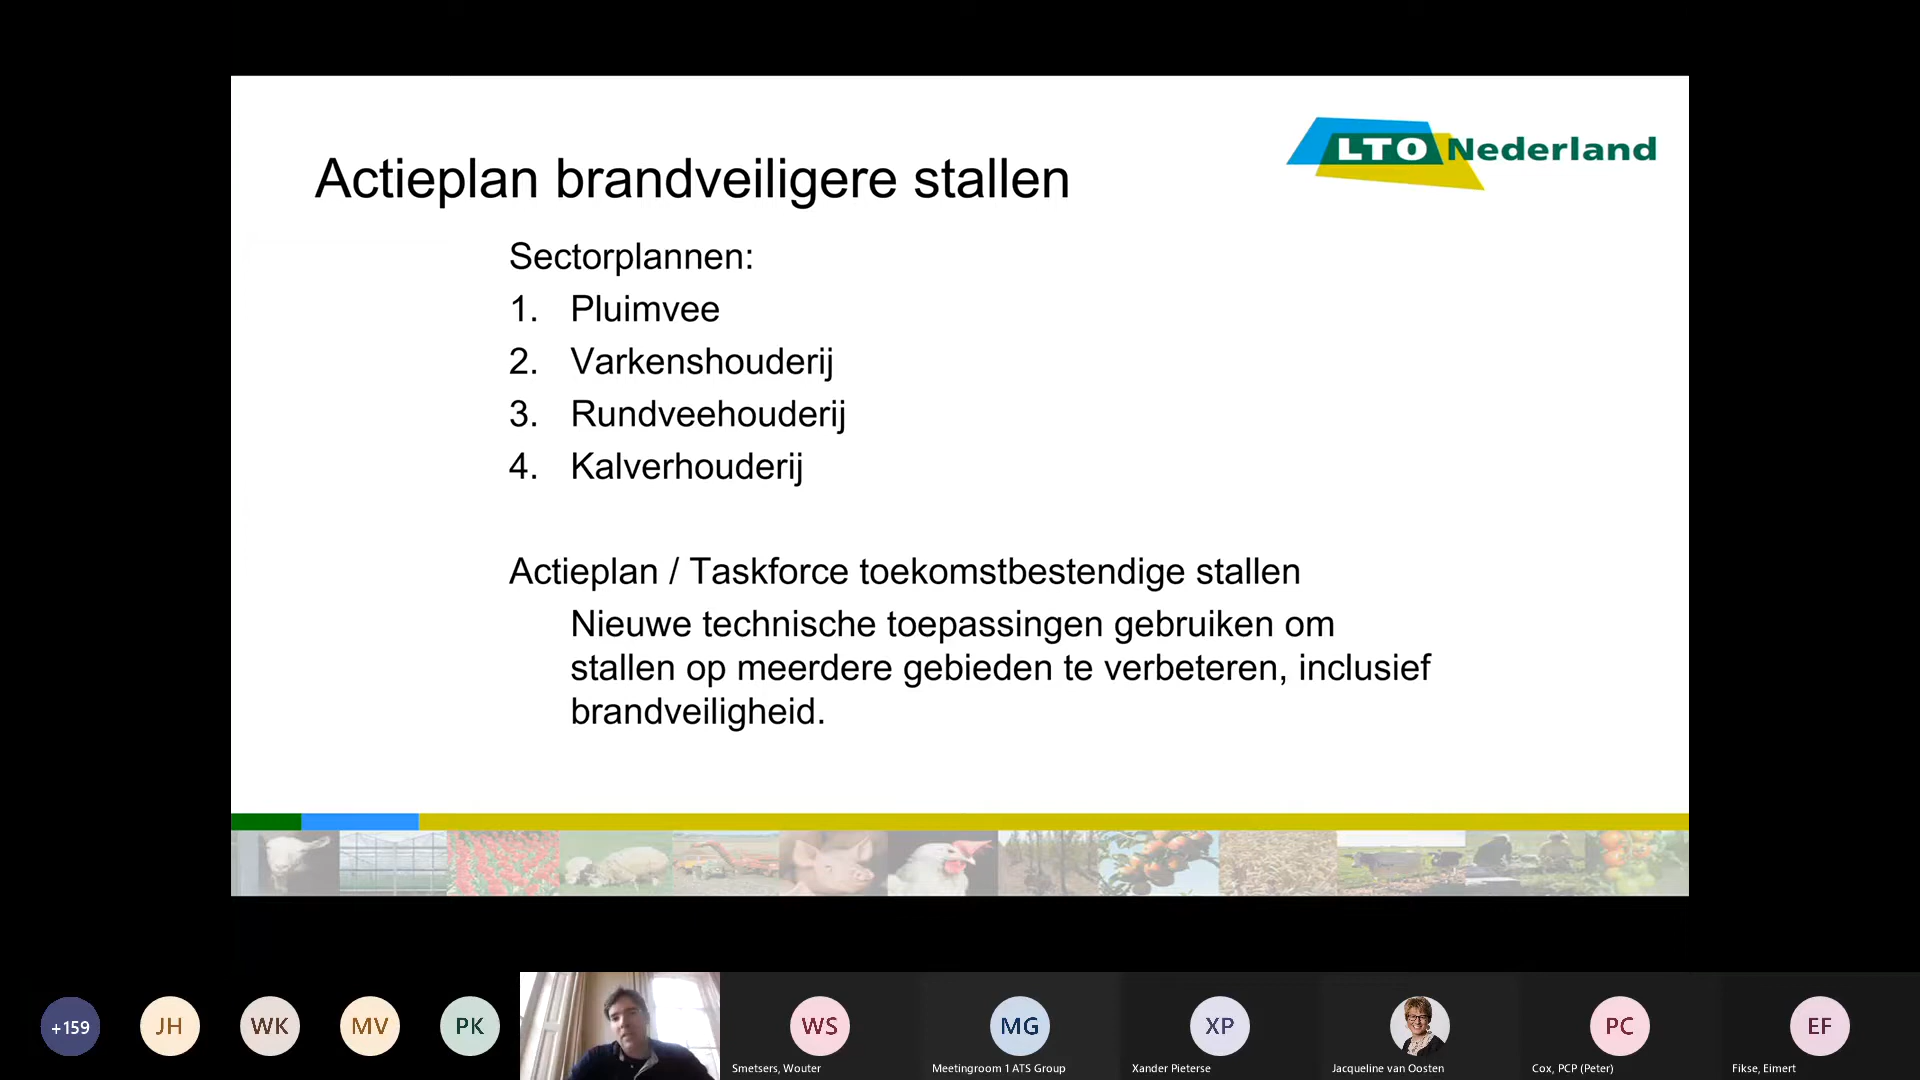 LTO Nederland
Actieplan brandveiligere stallen
Sectorplannen:
1. Pluimvee
2. Varkenshouderij
3. Rundveehouderij
4. Kalverhouderij
Actieplan / Taskforce toekomstbestendige stallen
Nieuwe technische toepassingen gebruiken om
stallen op meerdere gebieden te verbeteren, inclusief
brandveiligheid.
+159
JH
WK
MV
PK
WS
MG
XP
PC
EF
Smetsers, Wouter
Meetingroom 1 ATS Group
Xander Pieterse
Jacqueline van Oosten
Cox, PCP (Peter)
Fikse, Eimert